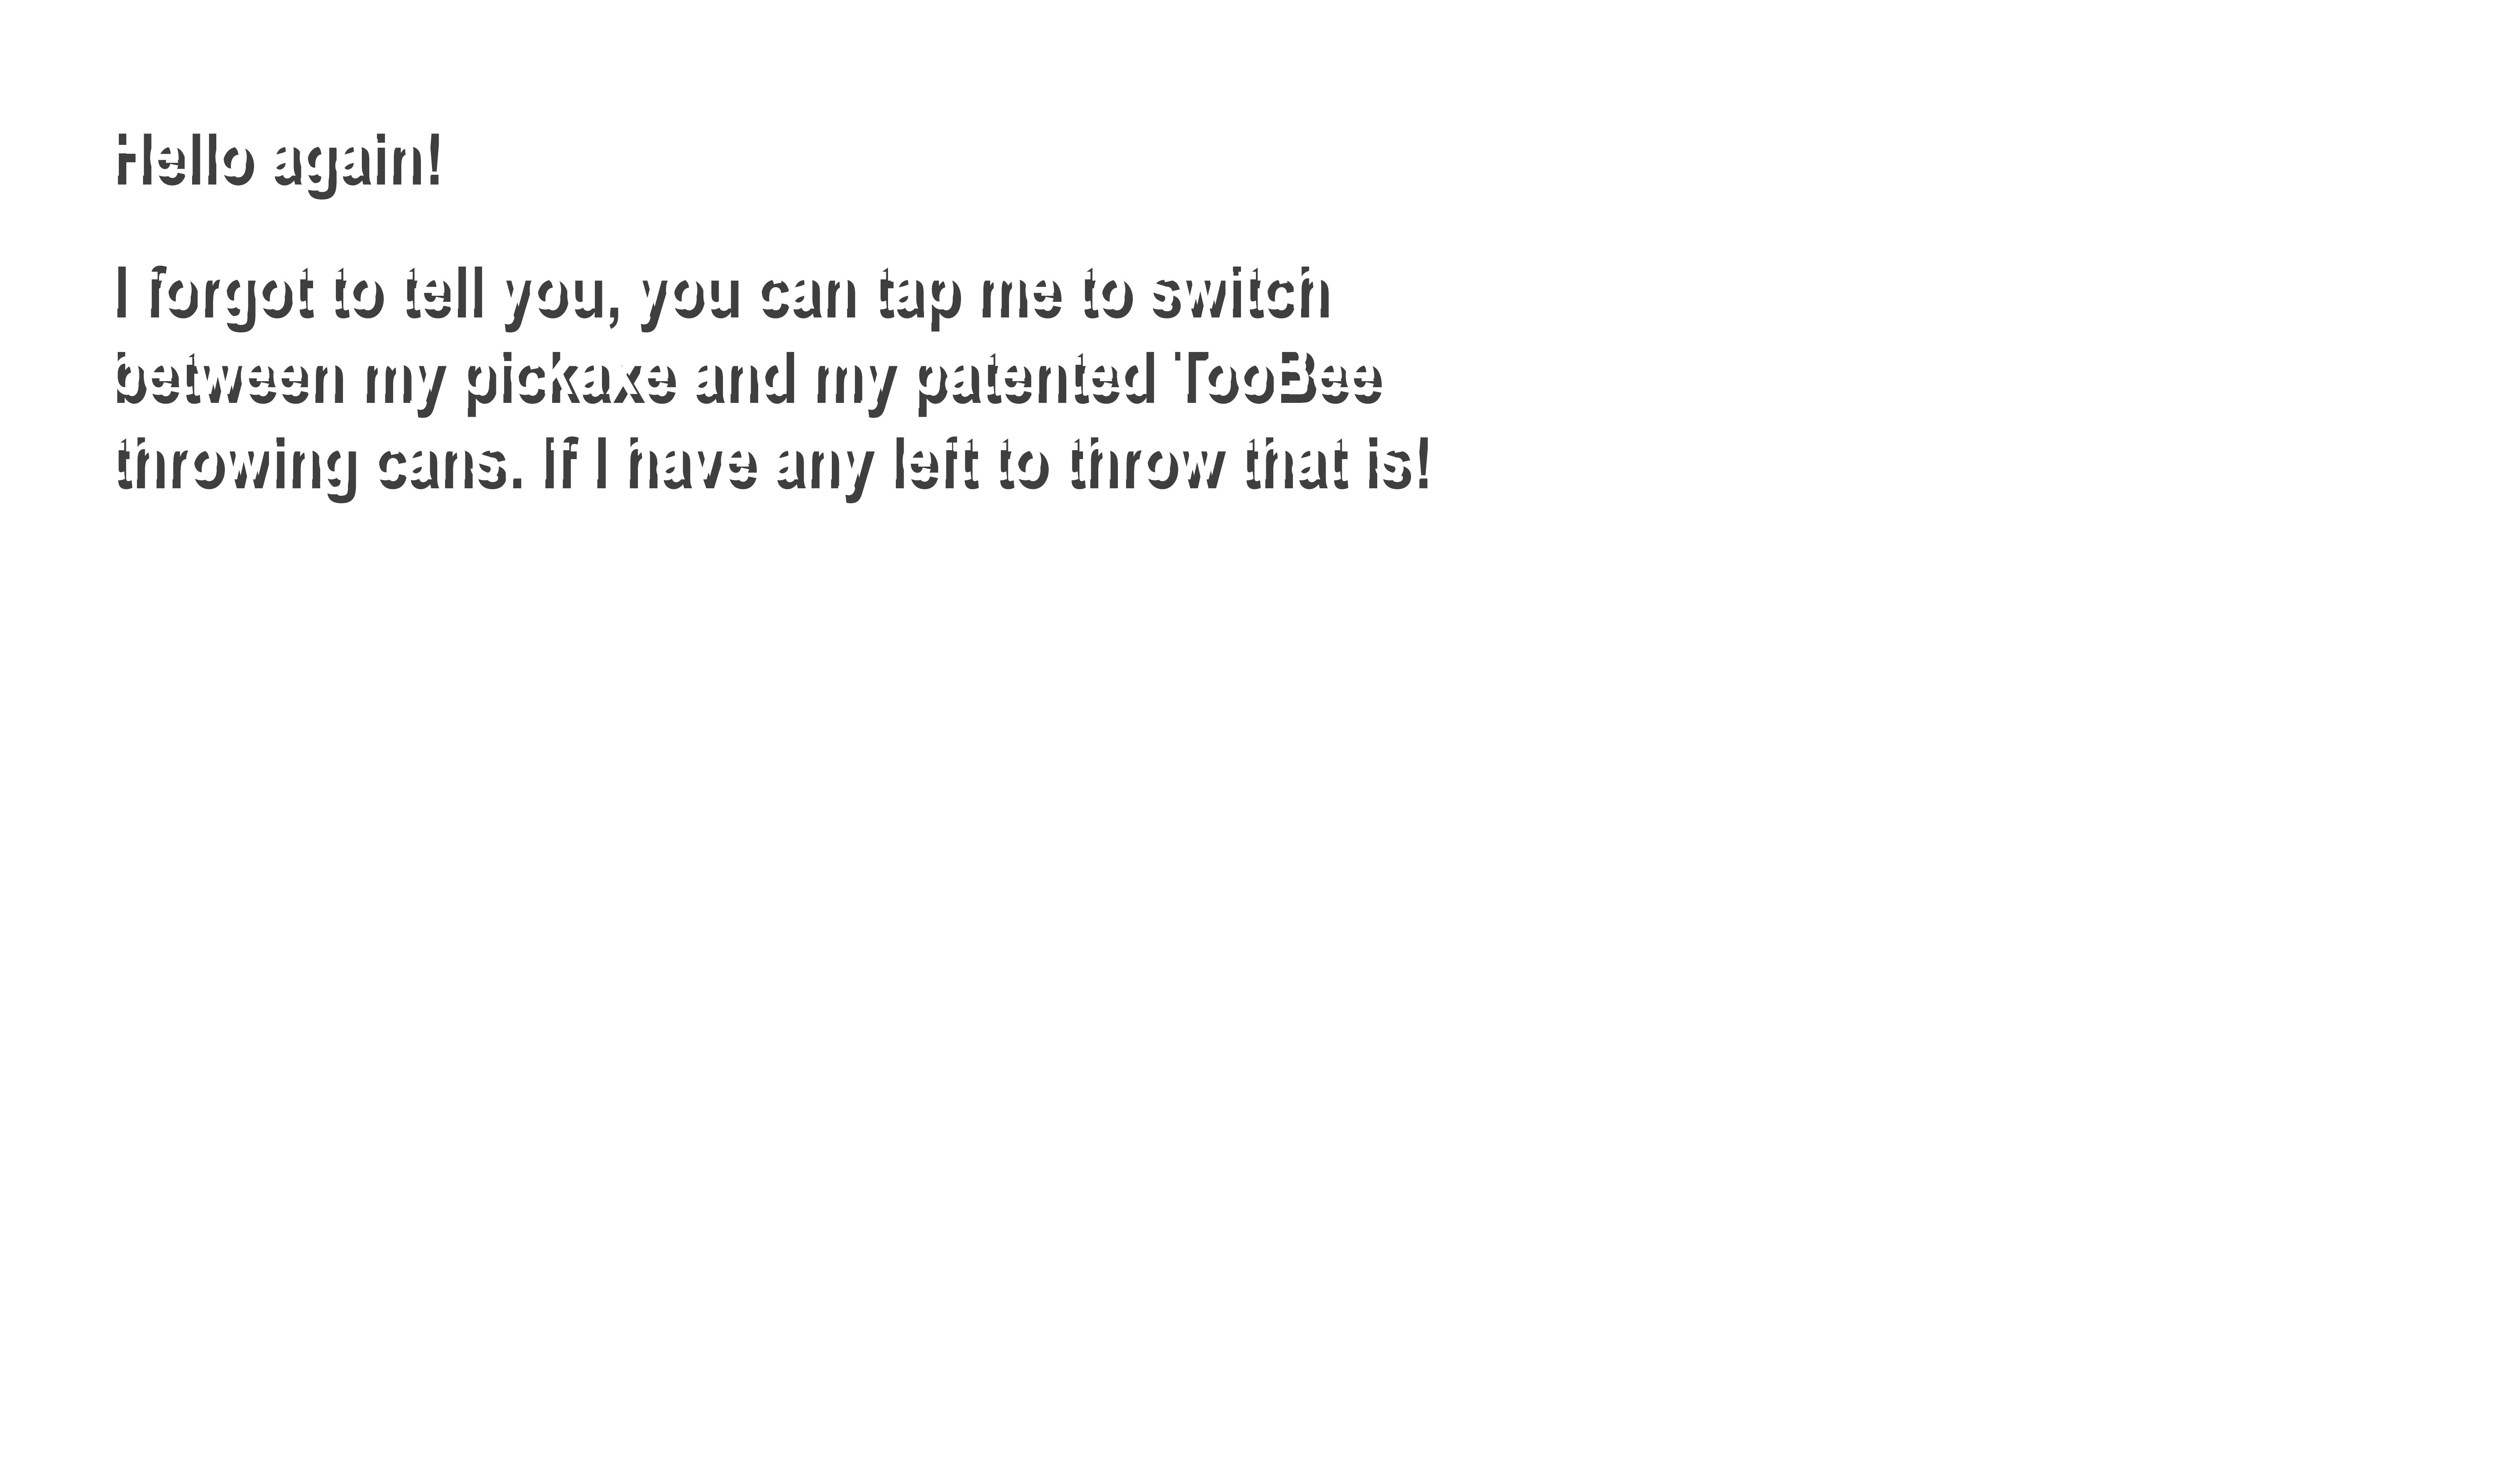 Hello again!
I forgot to tell you, you can tap me to switch
between my pickaxe and my patented TooBee
throwing cans. If I have any left to throw that is!